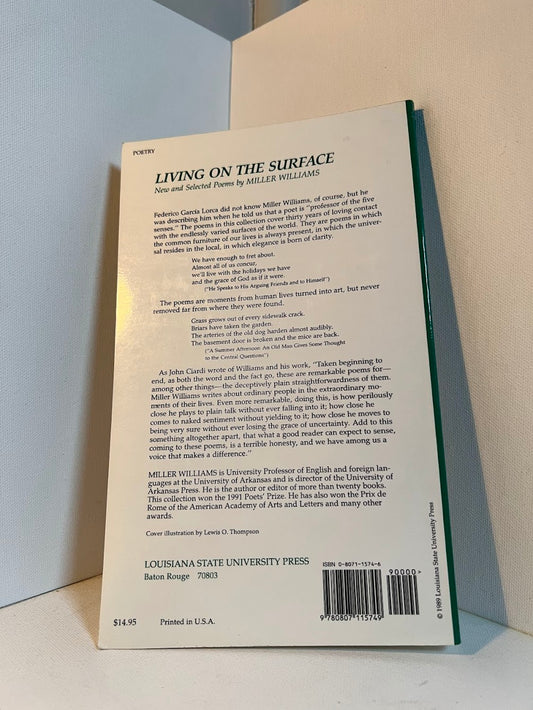 POETRY
LIVING ON THE SURFACE
New and Selected Poems by MILLER WILLIAMS
Federico García Lorca did not know Miller Williams, of course, but he
was describing him when he told us that a poet is "professor of the five
senses." The poems in this collection cover thirty years of loving contact
with the endlessly varied surfaces of the world. They are poems in which
the common furniture of our lives is always present, in which the univer-
sal resides in the local, in which elegance is born of clarity.
We have enough to fret about.
Almost all of us concur,
we'll live with the holidays we have
and the grace of God as if it were.
("He Speaks to His Arguing Friends and to Himself")
The poems are moments from human lives turned into art, but never
removed far from where they were found.
Grass grows out of every sidewalk crack.
Briars have taken the garden.
The arteries of the old dog harden almost audibly.
The basement door is broken and the mice are back.
("A Summer Afternoon: An Old Man Gives Some Thought
to the Central Questions")
As John Ciardi wrote of Williams and his work, "Taken beginning to
end, as both the word and the fact go, these are remarkable poems for—
among other things—the deceptively plain straightforwardness of them.
Miller Williams writes about ordinary people in the extraordinary mo-
ments of their lives. Even more remarkable, doing this, is how perilously
close he plays to plain talk without ever falling into it; how close he
comes to naked sentiment without yielding to it; how close he moves to
being very sure without ever losing the grace of uncertainty. Add to this
something altogether apart, that what a good reader can expect to sense,
coming to these poems, is a terrible honesty, and we have among us a
voice that makes a difference."
MILLER WILLIAMS is University Professor of English and foreign lan-
guages at the University of Arkansas and is director of the University of
Arkansas Press. He is the author or editor of more than twenty books.
This collection won the 1991 Poets' Prize. He has also won the Prix de
Rome of the American Academy of Arts and Letters and many other
awards.
Cover illustration by Lewis O. Thompson
LOUISIANA STATE UNIVERSITY PRESS
Baton Rouge 70803
$14.95 Printed in U.S.A.
ISBN 0-8071-1574-6
90000>
9 780807 115749
© 1989 Louisiana State University Press